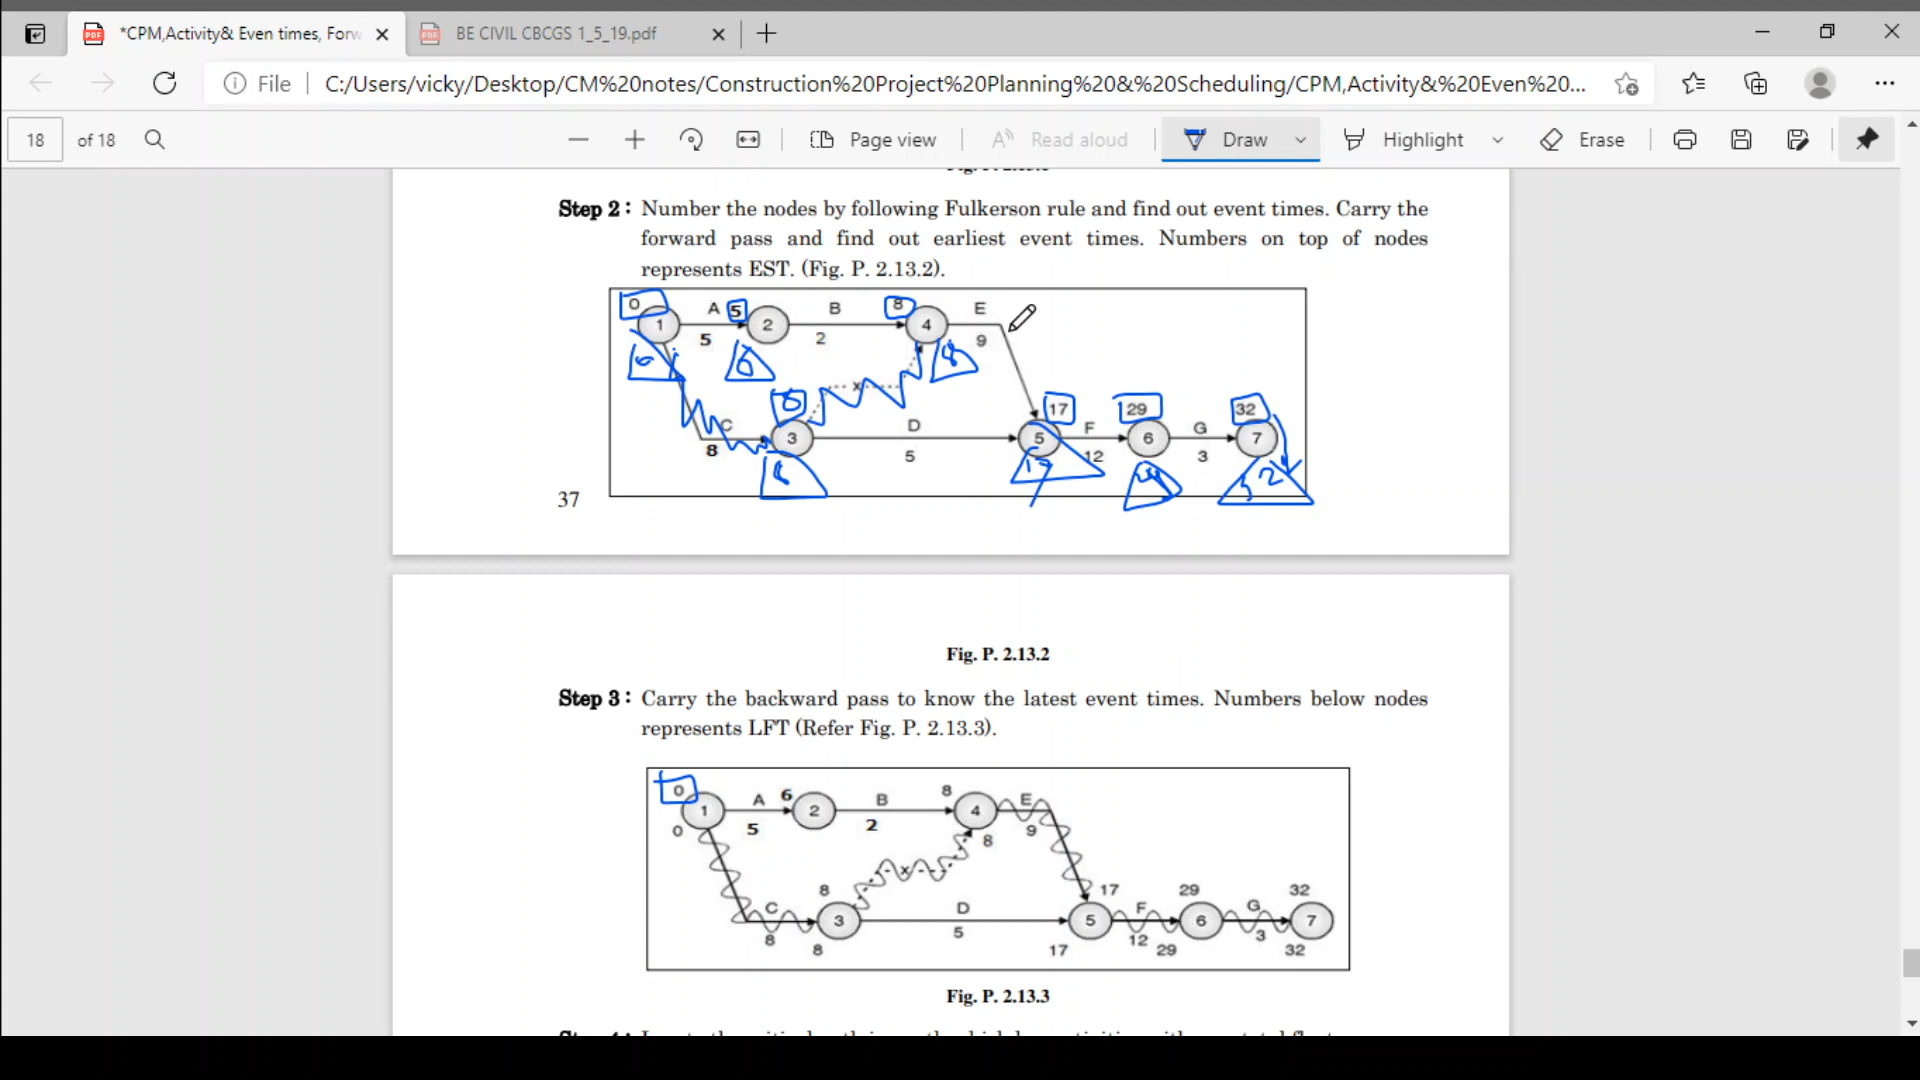 *CPM,Activity& Even times, Forw
BE CIVIL CBCGS 1_5_19.pdf
File
C:/Users/vicky/Desktop/CM%20notes/Construction%20Project%20Planning%20&%20Scheduling/CPM,Activity&%20Even%20...
18 of 18
Page view
Read aloud
Draw
Highlight
Erase
Step 2 : Number the nodes by following Fulkerson rule and find out event times. Carry the
forward pass and find out earliest event times. Numbers on top of nodes
represents EST. (Fig. P. 2.13.2).
0 A 5 B 8 E
1 2 4
5 2 9
6 8
x
17 29 32
C D F G
3 5 6 7
8 5 12 3
17 32
37
Fig. P. 2.13.2
Step 3 : Carry the backward pass to know the latest event times. Numbers below nodes
represents LFT (Refer Fig. P. 2.13.3).
0 A 6 B 8 E
1 2 4
0 5 2 8 9
x
8 17 29 32
C D F G
3 5 6 7
8 5 12 3
8 17 29 32
Fig. P. 2.13.3